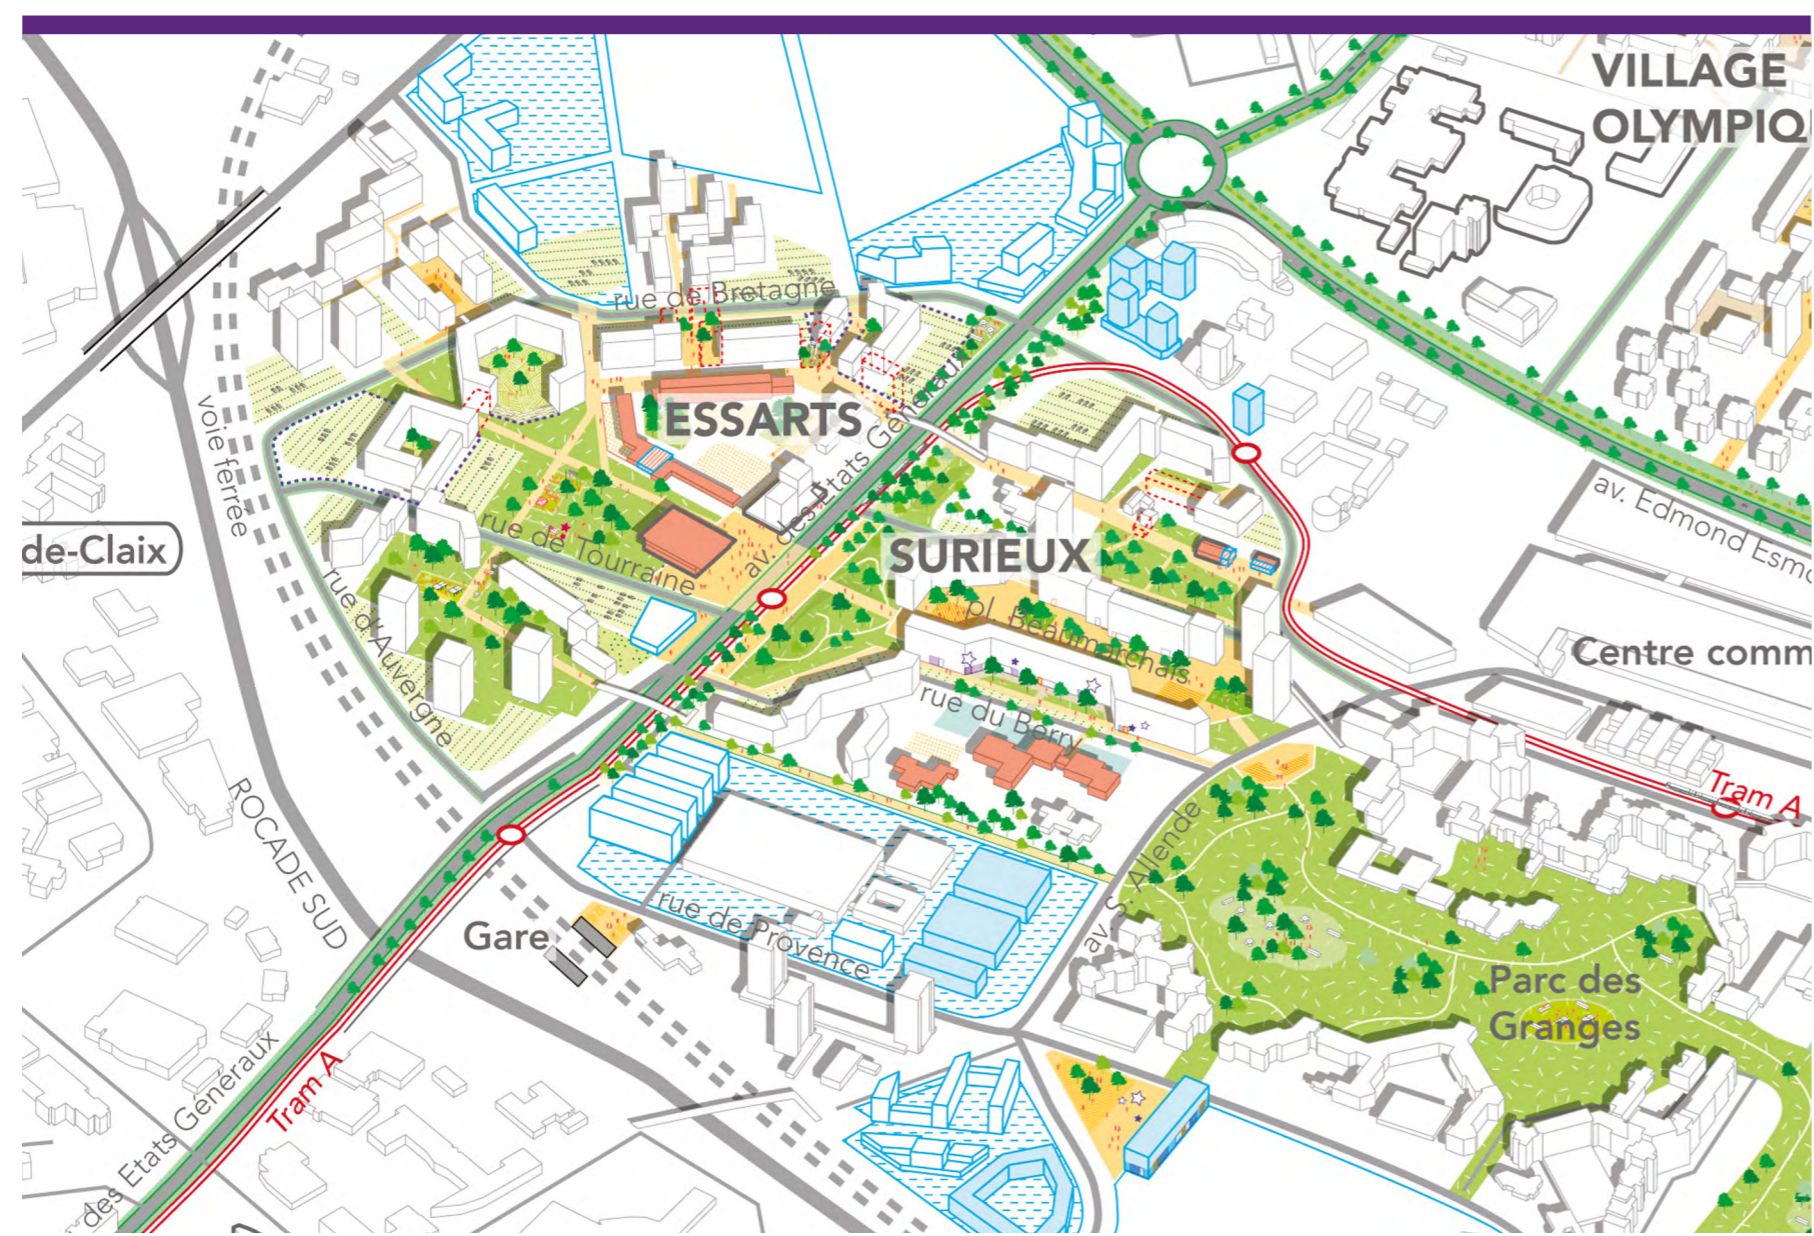 VILLAGE
OLYMPIQ
rue de Bretagne
ESSARTS
av. des Etats Généraux
voie ferrée
av. Edmond Esmo
de-Claix
rue de Tourraine
SURIEUX
pl. Beaumarchais
rue d'Auvergne
Centre comm
rue du Berry
Tram A
ROCADE SUD
av. S. Allende
rue de Provence
Gare
Parc des
Granges
des Etats Généraux
Tram A